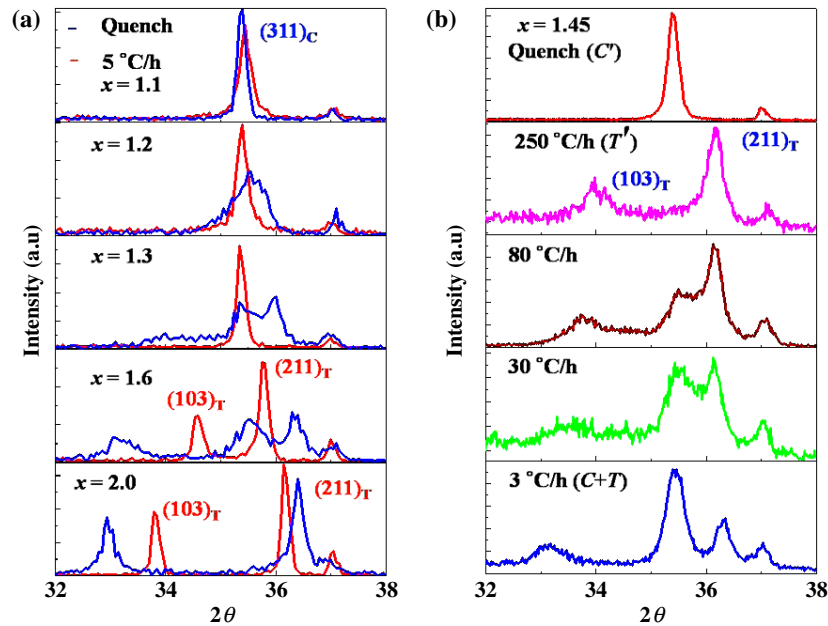 (a)
Quench
(311)C
5 °C/h
x = 1.1
x = 1.2
x = 1.3
x = 1.6
(103)T
(211)T
x = 2.0
(103)T
(211)T
Intensity (a.u)
32 34 36 38
2θ
(b)
x = 1.45
Quench (C′)
250 °C/h (T′)
(211)T
(103)T
80 °C/h
30 °C/h
3 °C/h (C+T)
Intensity (a.u)
32 34 36 38
2θ